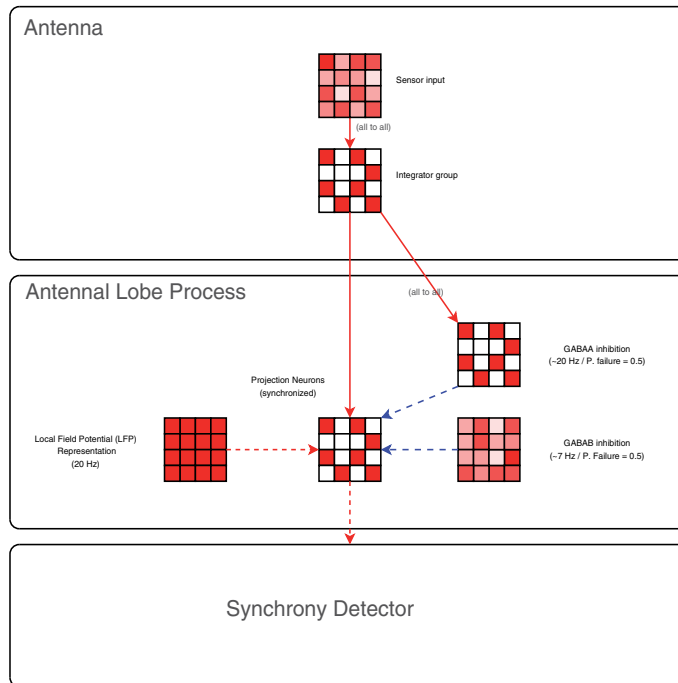 Antenna
Sensor input
(all to all)
Integrator group
Antennal Lobe Process
(all to all)
GABAA inhibition
(~20 Hz / P. failure = 0.5)
Projection Neurons
(synchronized)
Local Field Potential (LFP)
Representation
(20 Hz)
GABAB inhibition
(~7 Hz / P. Failure = 0.5)
Synchrony Detector